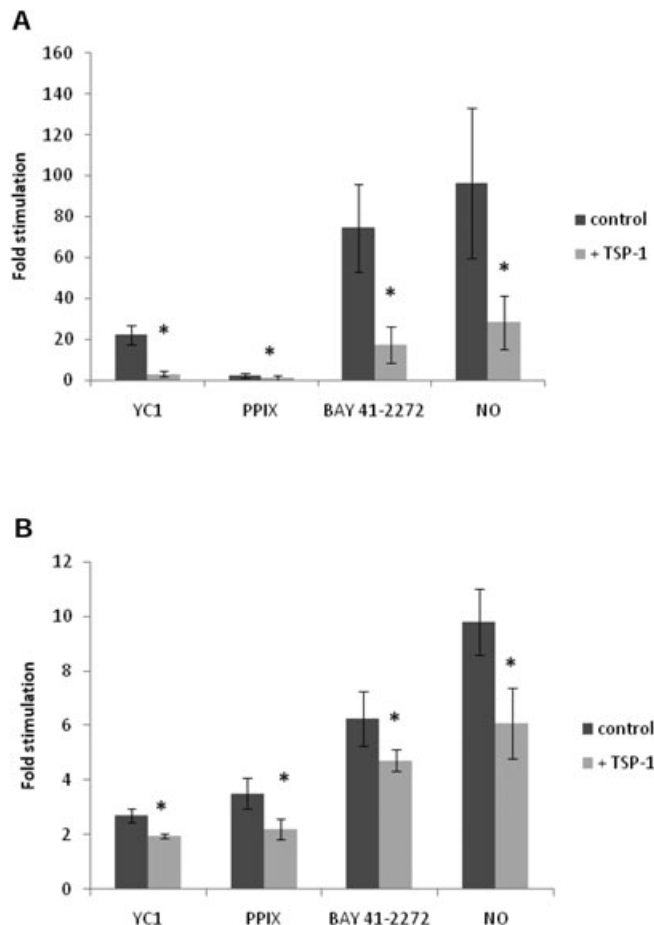 A
160
140
120
100
80
60
40
20
0
Fold stimulation
* * * *
YC1 PPIX BAY 41-2272 NO
control
+ TSP-1
B
12
10
8
6
4
2
0
Fold stimulation
* * * *
YC1 PPIX BAY 41-2272 NO
control
+ TSP-1